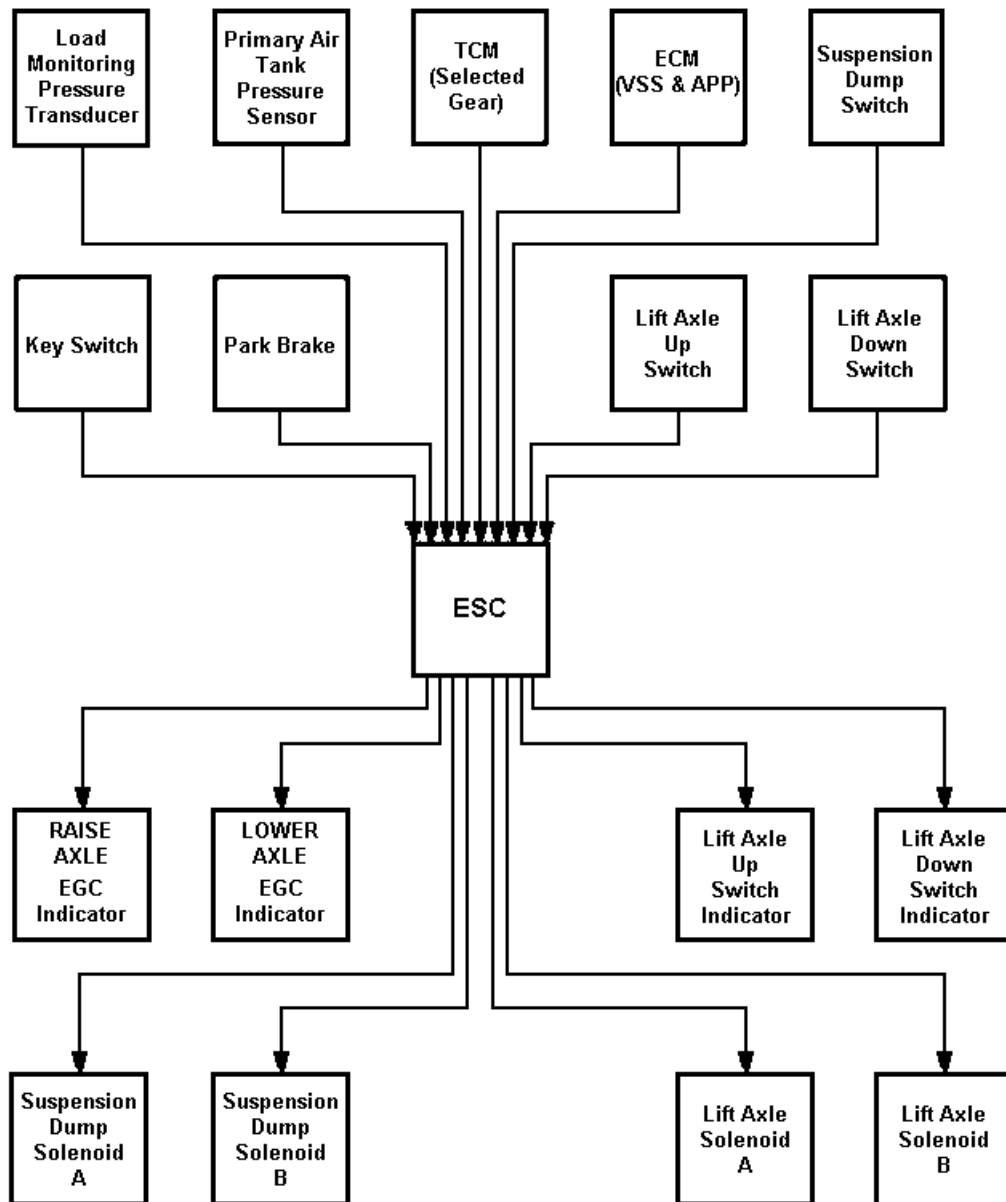 Load
Monitoring
Pressure
Transducer
Primary Air
Tank
Pressure
Sensor
TCM
(Selected
Gear)
ECM
(VSS & APP)
Suspension
Dump
Switch
Key Switch
Park Brake
Lift Axle
Up
Switch
Lift Axle
Down
Switch
ESC
RAISE
AXLE
EGC
Indicator
LOWER
AXLE
EGC
Indicator
Lift Axle
Up
Switch
Indicator
Lift Axle
Down
Switch
Indicator
Suspension
Dump
Solenoid
A
Suspension
Dump
Solenoid
B
Lift Axle
Solenoid
A
Lift Axle
Solenoid
B